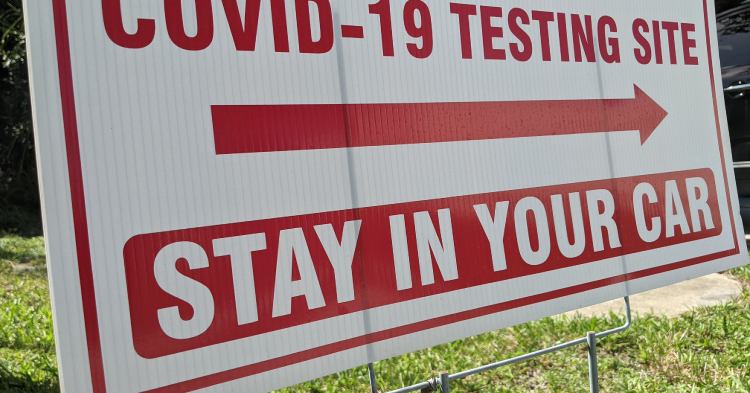 COVID-19 TESTING SITE
STAY IN YOUR CAR